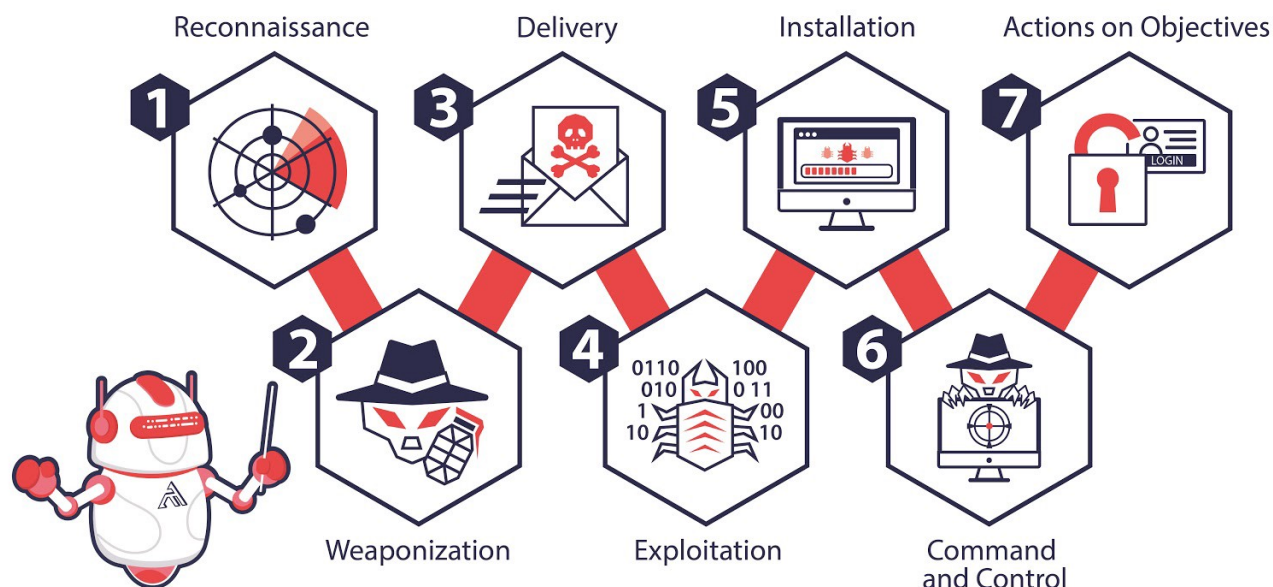 Reconnaissance
1
Weaponization
2
Delivery
3
Exploitation
4
0110 100
010 0 11
1 00
10 10
Installation
5
Command
and Control
6
Actions on Objectives
7
LOGIN